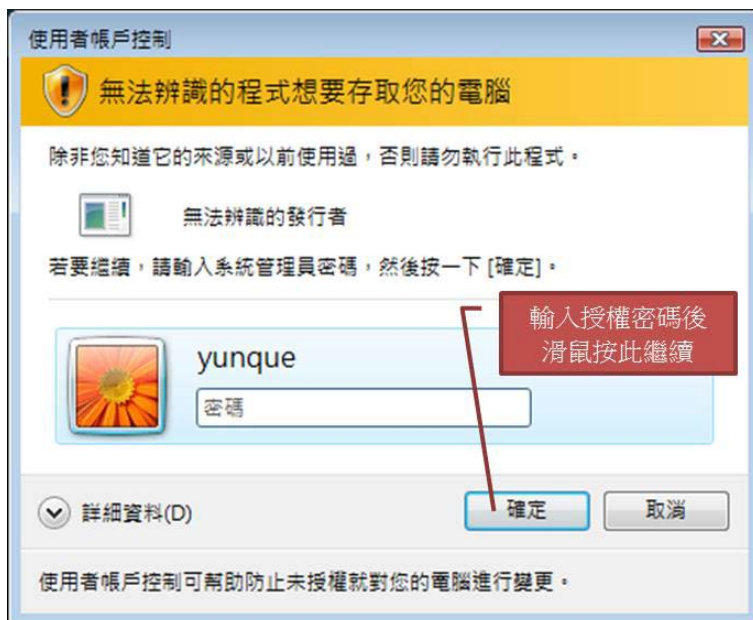 使用者帳戶控制
無法辨識的程式想要存取您的電腦
除非您知道它的來源或以前使用過，否則請勿執行此程式。
無法辨識的發行者
若要繼續，請輸入系統管理員密碼，然後按一下 [確定]。
輸入授權密碼後
滑鼠按此繼續
yunque
密碼
詳細資料(D)
確定
取消
使用者帳戶控制可幫助防止未授權就對您的電腦進行變更。